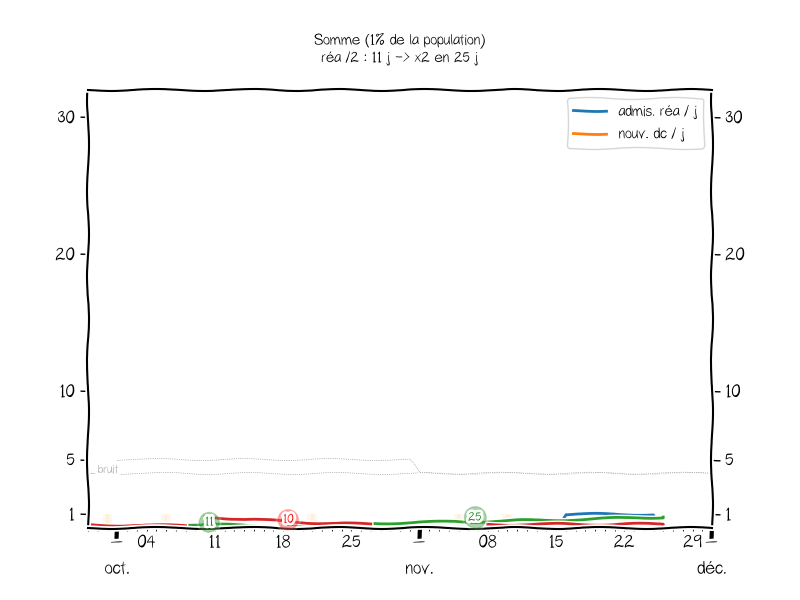 Somme (1% de la population)
réa /2 : 11 j -> x2 en 25 j
admis. réa / j
nouv. dc / j
30 30
20 20
10 10
5 5
bruit
1 1
11 10 25
04 11 18 25 08 15 22 29
oct. nov. déc.